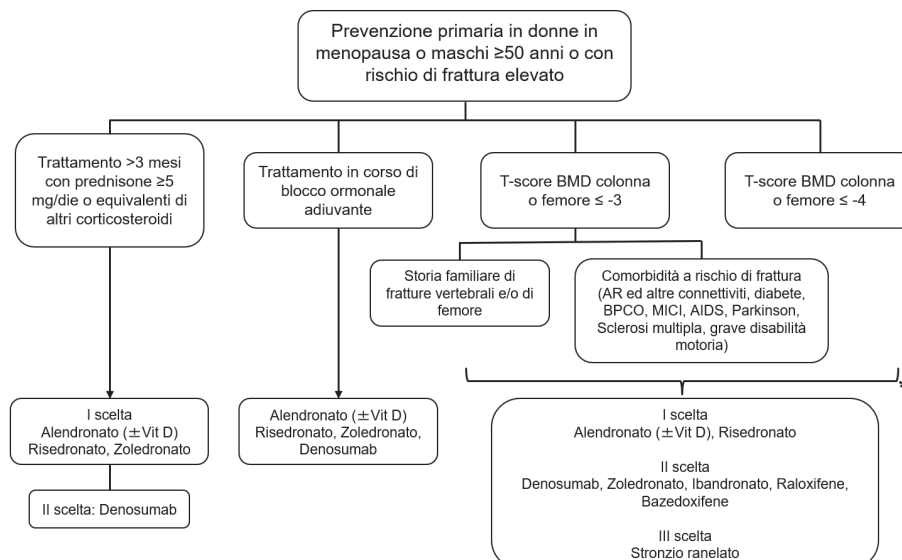 Prevenzione primaria in donne in
menopausa o maschi ≥50 anni o con
rischio di frattura elevato
Trattamento >3 mesi
con prednisone ≥5
mg/die o equivalenti di
altri corticosteroidi
Trattamento in corso di
blocco ormonale
adiuvante
T-score BMD colonna
o femore ≤ -3
T-score BMD colonna
o femore ≤ -4
Storia familiare di
fratture vertebrali e/o di
femore
Comorbidità a rischio di frattura
(AR ed altre connettiviti, diabete,
BPCO, MICI, AIDS, Parkinson,
Sclerosi multipla, grave disabilità
motoria)
*
I scelta
Alendronato (±Vit D)
Risedronato, Zoledronato
II scelta: Denosumab
Alendronato (±Vit D)
Risedronato, Zoledronato,
Denosumab
I scelta
Alendronato (±Vit D), Risedronato
II scelta
Denosumab, Zoledronato, Ibandronato, Raloxifene,
Bazedoxifene
III scelta
Stronzio ranelato